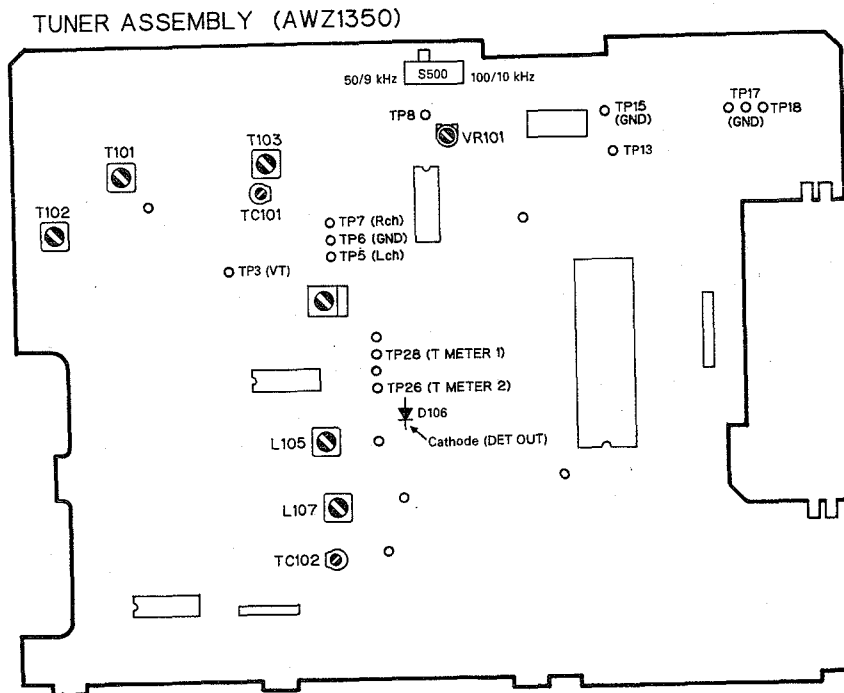 TUNER ASSEMBLY (AWZ1350)
50/9 kHz S500 100/10 kHz
TP8
VR101
TP15
(GND)
TP17
TP18
(GND)
TP13
T101
T103
TC101
T102
TP7 (Rch)
TP6 (GND)
TP5 (Lch)
TP3 (VT)
TP28 (T METER 1)
TP26 (T METER 2)
D106
Cathode (DET OUT)
L105
L107
TC102